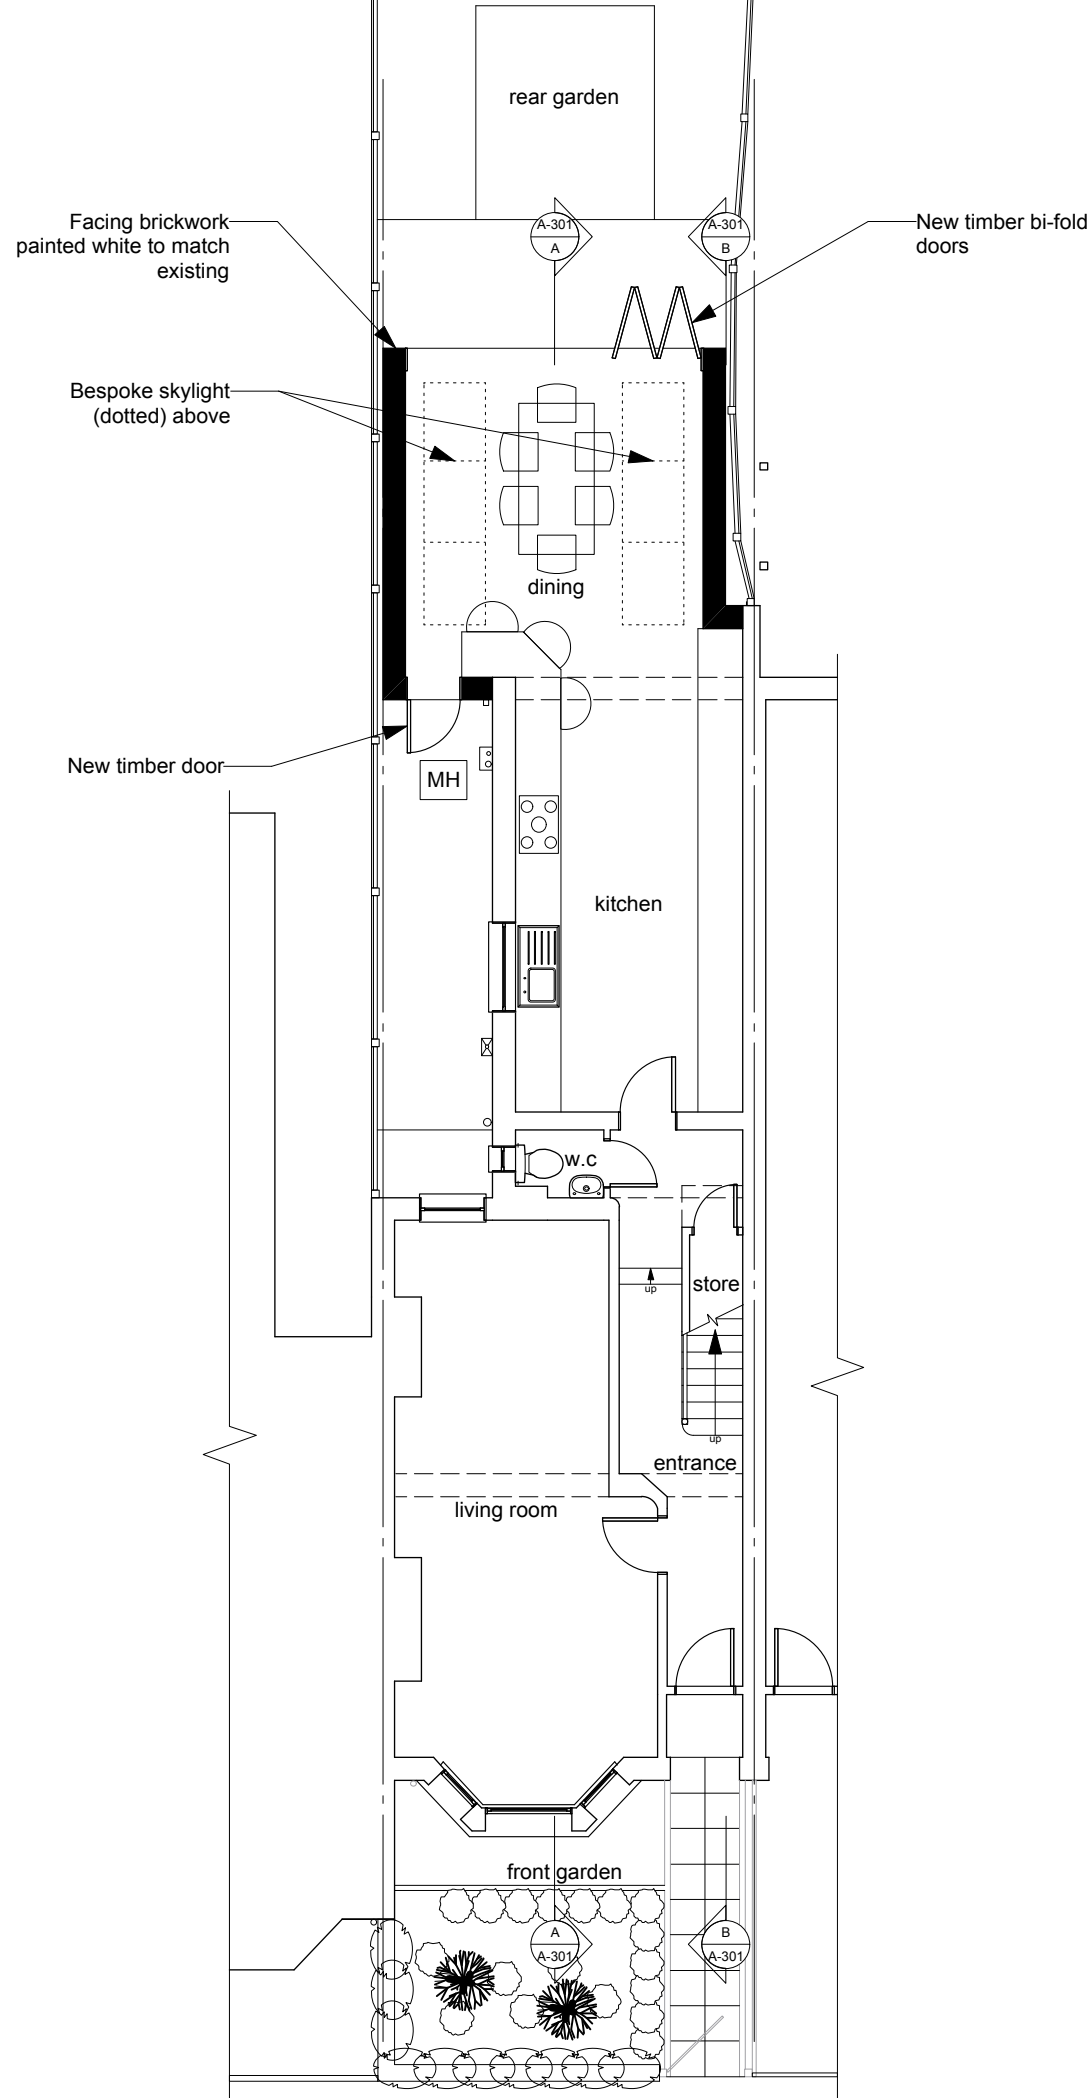 rear garden
Facing brickwork
painted white to match
existing
A-301
A
A-301
B
New timber bi-fold
doors
Bespoke skylight
(dotted) above
dining
New timber door
MH
kitchen
w.c
store
up
up
entrance
living room
front garden
A
A-301
B
A-301